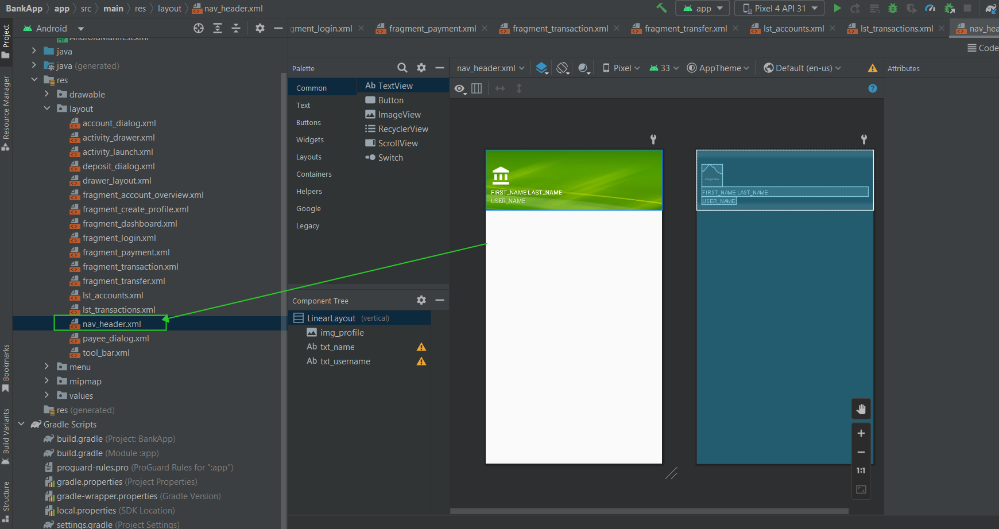 BankApp app src main res layout nav_header.xml
app
Pixel 4 API 31
Project
Android
gment_login.xml
fragment_payment.xml
fragment_transaction.xml
fragment_transfer.xml
lst_accounts.xml
lst_transactions.xml
nav_hea
Code
AndroidManifest.xml
java
java (generated)
res
drawable
layout
account_dialog.xml
activity_drawer.xml
activity_launch.xml
deposit_dialog.xml
drawer_layout.xml
fragment_account_overview.xml
fragment_create_profile.xml
fragment_dashboard.xml
fragment_login.xml
fragment_payment.xml
fragment_transaction.xml
fragment_transfer.xml
lst_accounts.xml
lst_transactions.xml
nav_header.xml
payee_dialog.xml
tool_bar.xml
menu
mipmap
values
res (generated)
Gradle Scripts
build.gradle (Project: BankApp)
build.gradle (Module :app)
proguard-rules.pro (ProGuard Rules for ":app")
gradle.properties (Project Properties)
gradle-wrapper.properties (Gradle Version)
local.properties (SDK Location)
settings.gradle (Project Settings)
Resource Manager
Bookmarks
Build Variants
Structure
Palette
Common
Text
Buttons
Widgets
Layouts
Containers
Helpers
Google
Legacy
Ab TextView
Button
ImageView
RecyclerView
ScrollView
Switch
Component Tree
LinearLayout (vertical)
img_profile
Ab txt_name
Ab txt_username
nav_header.xml
Pixel
33
AppTheme
Default (en-us)
Attributes
FIRST_NAME LAST_NAME
USER_NAME
ImageView
FIRST_NAME LAST_NAME
USER_NAME
1:1